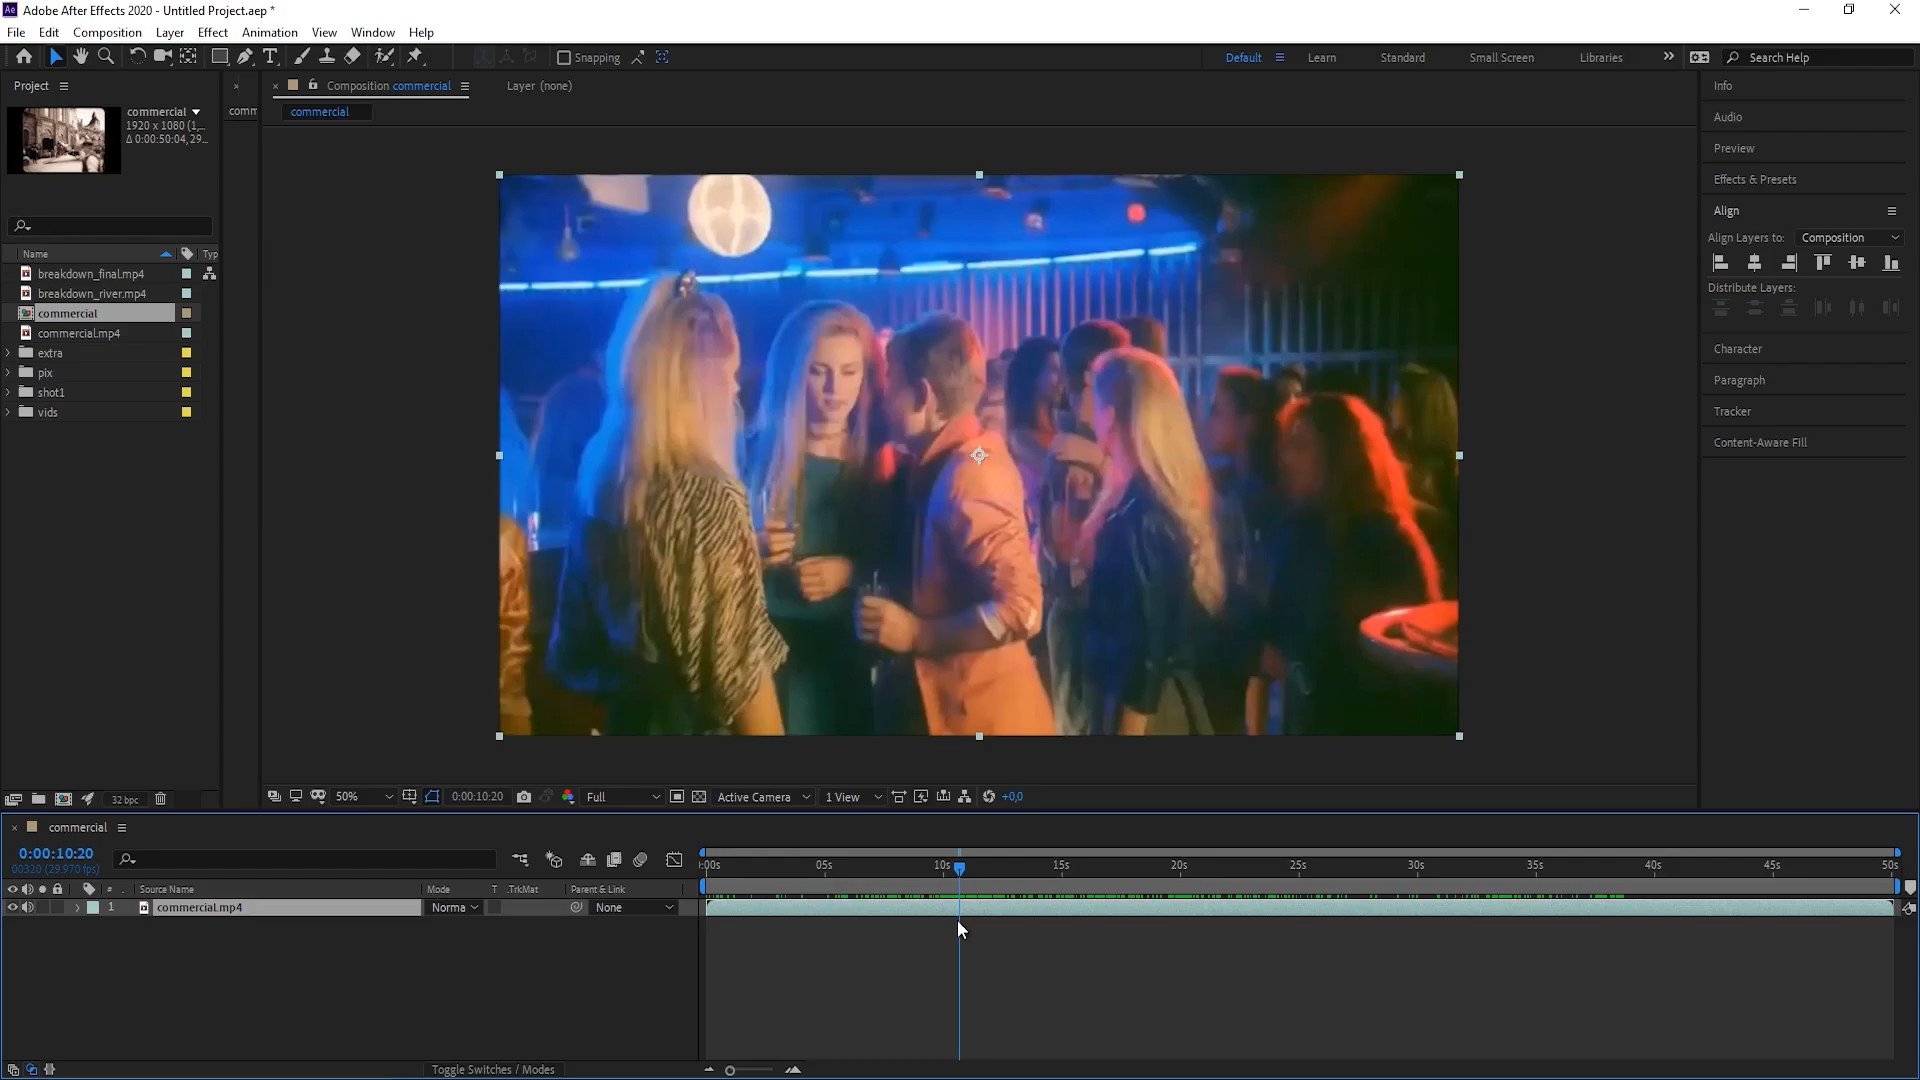 Adobe After Effects 2020 - Untitled Project.aep *
File Edit Composition Layer Effect Animation View Window Help
Snapping Default Learn Standard Small Screen Libraries Search Help
Project
commercial
1920 x 1080 (1,...
Δ 0:00:50:04, 29...
Name Typ
breakdown_final.mp4
breakdown_river.mp4
commercial
commercial.mp4
extra
pix
shot1
vids
32 bpc
comm
Composition commercial Layer (none)
commercial
50% 0:00:10:20 Full Active Camera 1 View +0,0
Info
Audio
Preview
Effects & Presets
Align
Align Layers to: Composition
Distribute Layers:
Character
Paragraph
Tracker
Content-Aware Fill
commercial
0:00:10:20
00320 (29.970 fps)
# Source Name Mode T .TrkMat Parent & Link
1 commercial.mp4 Norma None
:00s 05s 10s 15s 20s 25s 30s 35s 40s 45s 50s
Toggle Switches / Modes